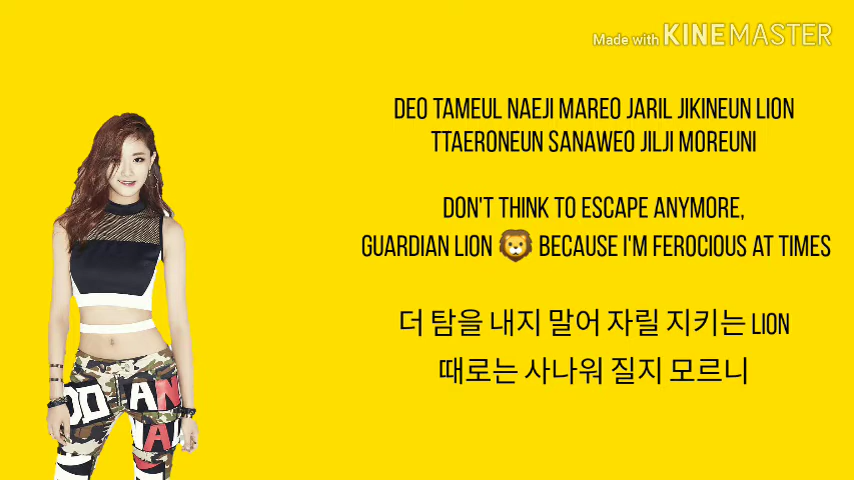 Made with KINEMASTER
DEO TAMEUL NAEJI MAREO JARIL JIKINEUN LION
TTAERONEUN SANAWEO JILJI MOREUNI
DON'T THINK TO ESCAPE ANYMORE,
GUARDIAN LION 🦁 BECAUSE I'M FEROCIOUS AT TIMES
더 탐을 내지 말어 자릴 지키는 LION
때로는 사나워 질지 모르니